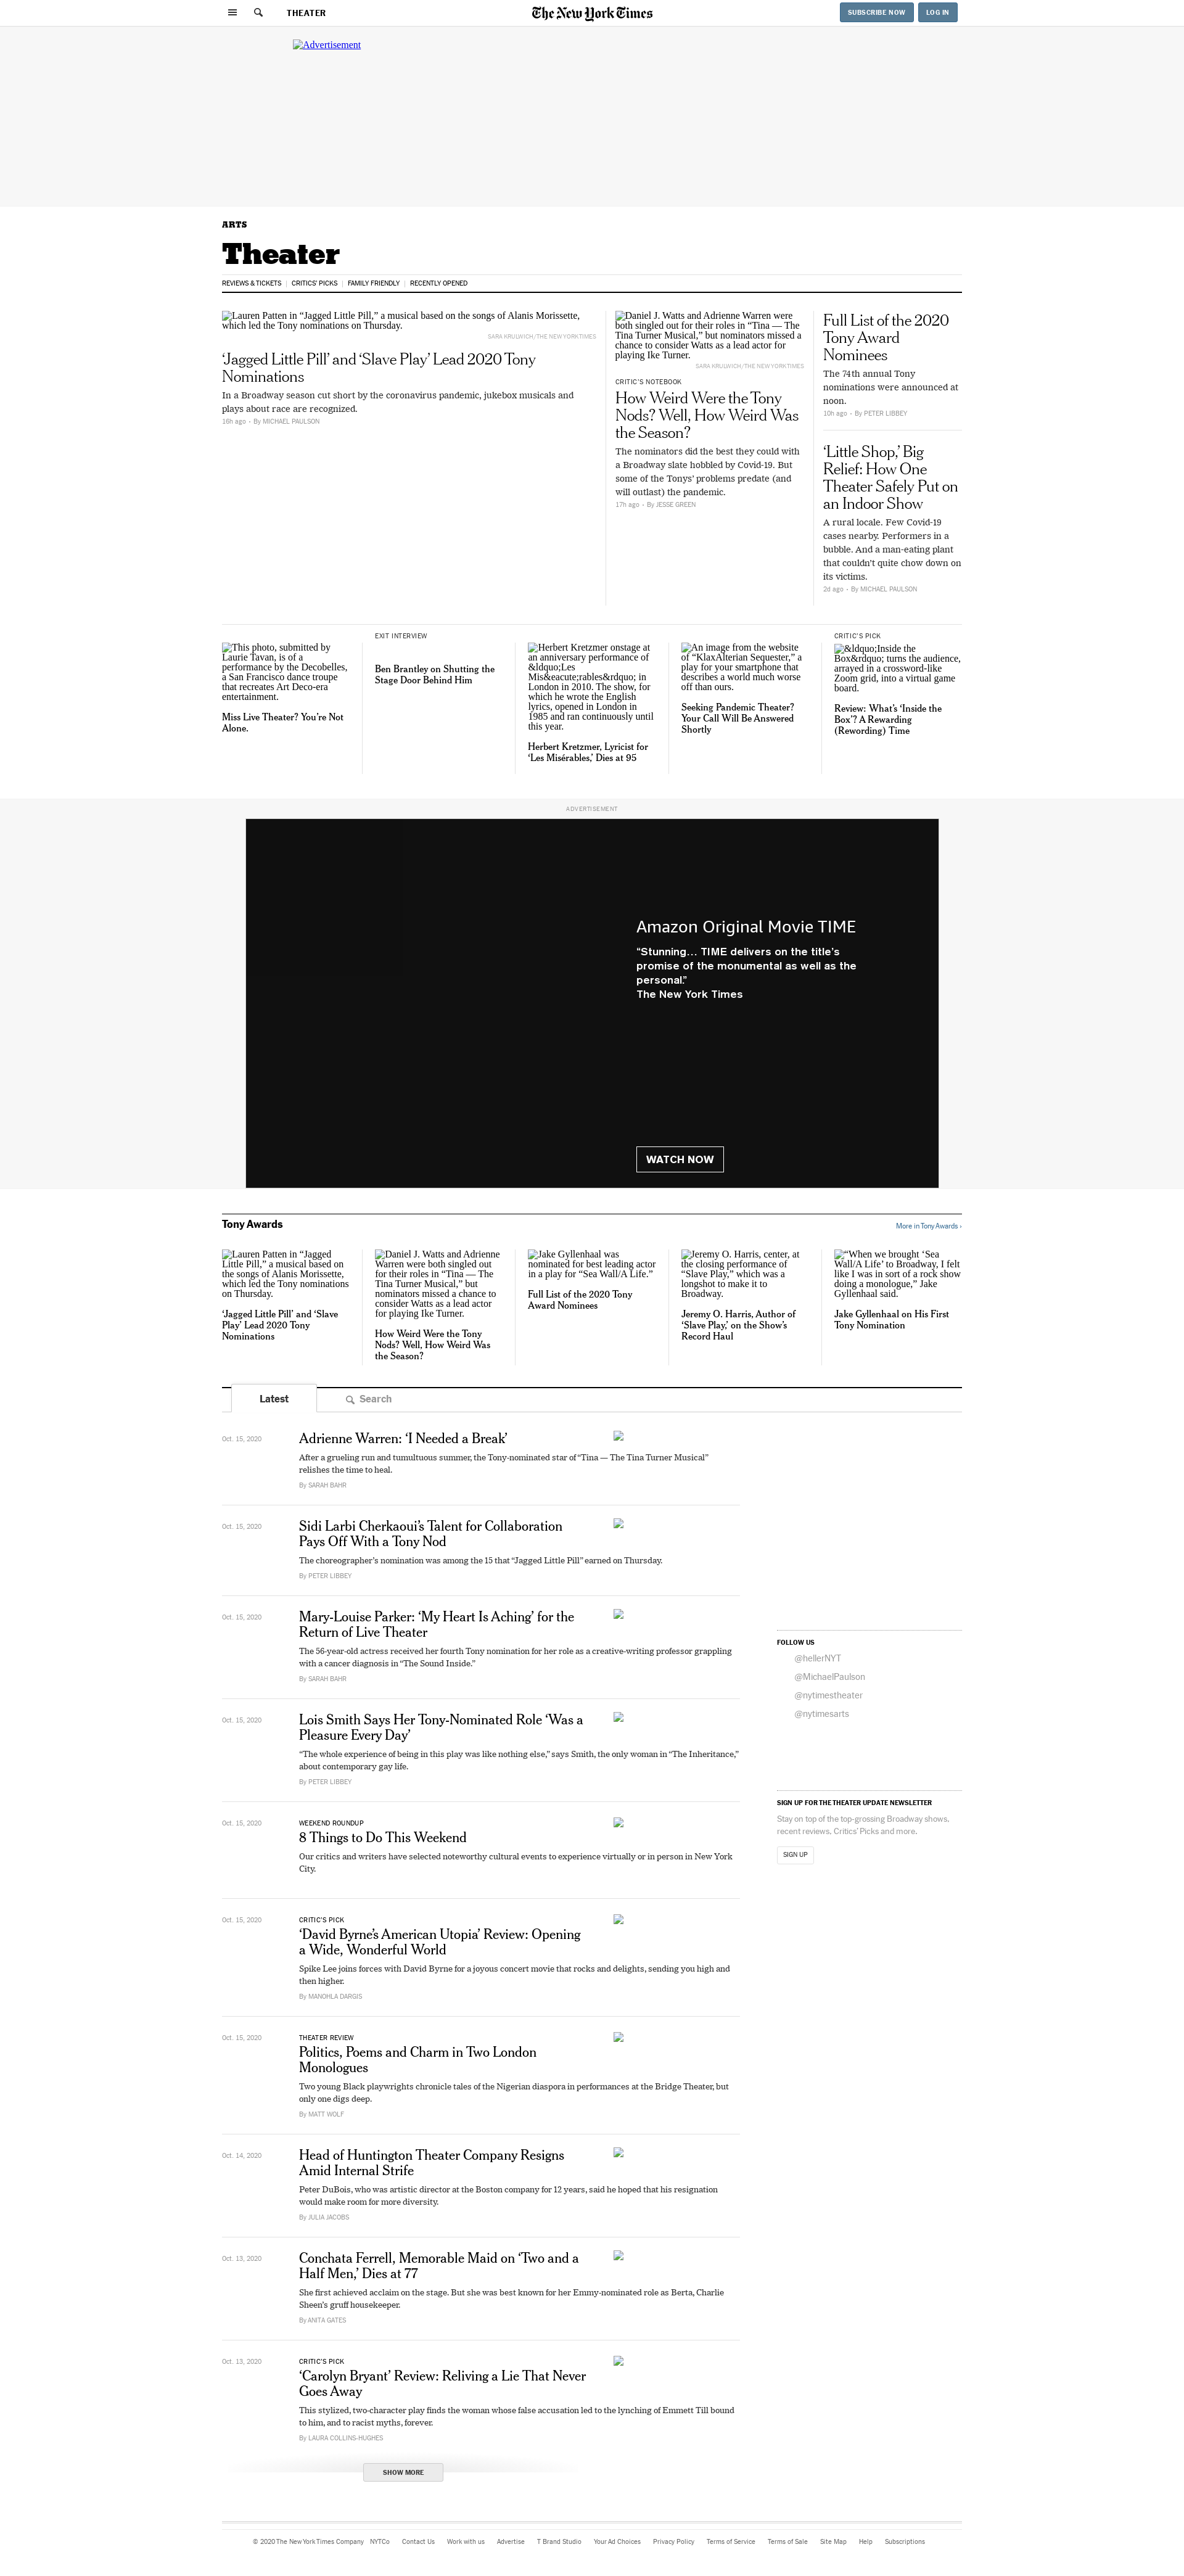 THEATER
The New York Times
SUBSCRIBE NOW
LOG IN
Advertisement
ARTS
Theater
REVIEWS & TICKETS
CRITICS' PICKS
FAMILY FRIENDLY
RECENTLY OPENED
Lauren Patten in “Jagged Little Pill,” a musical based on the songs of Alanis Morissette,
which led the Tony nominations on Thursday.
SARA KRULWICH/THE NEW YORK TIMES
‘Jagged Little Pill’ and ‘Slave Play’ Lead 2020 Tony
Nominations
In a Broadway season cut short by the coronavirus pandemic, jukebox musicals and
plays about race are recognized.
16h ago • By MICHAEL PAULSON
Daniel J. Watts and Adrienne Warren were
both singled out for their roles in “Tina — The
Tina Turner Musical,” but nominators missed a
chance to consider Watts as a lead actor for
playing Ike Turner.
SARA KRULWICH/THE NEW YORK TIMES
CRITIC'S NOTEBOOK
How Weird Were the Tony
Nods? Well, How Weird Was
the Season?
The nominators did the best they could with
a Broadway slate hobbled by Covid-19. But
some of the Tonys’ problems predate (and
will outlast) the pandemic.
17h ago • By JESSE GREEN
Full List of the 2020
Tony Award
Nominees
The 74th annual Tony
nominations were announced at
noon.
10h ago • By PETER LIBBEY
‘Little Shop,’ Big
Relief: How One
Theater Safely Put on
an Indoor Show
A rural locale. Few Covid-19
cases nearby. Performers in a
bubble. And a man-eating plant
that couldn’t quite chow down on
its victims.
2d ago • By MICHAEL PAULSON
This photo, submitted by
Laurie Tavan, is of a
performance by the Decobelles,
a San Francisco dance troupe
that recreates Art Deco-era
entertainment.
Miss Live Theater? You’re Not
Alone.
EXIT INTERVIEW
Ben Brantley on Shutting the
Stage Door Behind Him
Herbert Kretzmer onstage at
an anniversary performance of
&ldquo;Les
Mis&eacute;rables&rdquo; in
London in 2010. The show, for
which he wrote the English
lyrics, opened in London in
1985 and ran continuously until
this year.
Herbert Kretzmer, Lyricist for
‘Les Misérables,’ Dies at 95
An image from the website
of “KlaxAlterian Sequester,” a
play for your smartphone that
describes a world much worse
off than ours.
Seeking Pandemic Theater?
Your Call Will Be Answered
Shortly
CRITIC'S PICK
&ldquo;Inside the
Box&rdquo; turns the audience,
arrayed in a crossword-like
Zoom grid, into a virtual game
board.
Review: What’s ‘Inside the
Box’? A Rewarding
(Rewording) Time
ADVERTISEMENT
Amazon Original Movie TIME
“Stunning… TIME delivers on the title’s
promise of the monumental as well as the
personal.”
The New York Times
WATCH NOW
Tony Awards
More in Tony Awards ›
Lauren Patten in “Jagged
Little Pill,” a musical based on
the songs of Alanis Morissette,
which led the Tony nominations
on Thursday.
‘Jagged Little Pill’ and ‘Slave
Play’ Lead 2020 Tony
Nominations
Daniel J. Watts and Adrienne
Warren were both singled out
for their roles in “Tina — The
Tina Turner Musical,” but
nominators missed a chance to
consider Watts as a lead actor
for playing Ike Turner.
How Weird Were the Tony
Nods? Well, How Weird Was
the Season?
Jake Gyllenhaal was
nominated for best leading actor
in a play for “Sea Wall/A Life.”
Full List of the 2020 Tony
Award Nominees
Jeremy O. Harris, center, at
the closing performance of
“Slave Play,” which was a
longshot to make it to
Broadway.
Jeremy O. Harris, Author of
‘Slave Play,’ on the Show’s
Record Haul
“When we brought ‘Sea
Wall/A Life’ to Broadway, I felt
like I was in sort of a rock show
doing a monologue,” Jake
Gyllenhaal said.
Jake Gyllenhaal on His First
Tony Nomination
Latest
Search
Oct. 15, 2020
Adrienne Warren: ‘I Needed a Break’
After a grueling run and tumultuous summer, the Tony-nominated star of “Tina — The Tina Turner Musical”
relishes the time to heal.
By SARAH BAHR
Oct. 15, 2020
Sidi Larbi Cherkaoui’s Talent for Collaboration
Pays Off With a Tony Nod
The choreographer’s nomination was among the 15 that “Jagged Little Pill” earned on Thursday.
By PETER LIBBEY
Oct. 15, 2020
Mary-Louise Parker: ‘My Heart Is Aching’ for the
Return of Live Theater
The 56-year-old actress received her fourth Tony nomination for her role as a creative-writing professor grappling
with a cancer diagnosis in “The Sound Inside.”
By SARAH BAHR
Oct. 15, 2020
Lois Smith Says Her Tony-Nominated Role ‘Was a
Pleasure Every Day’
“The whole experience of being in this play was like nothing else,” says Smith, the only woman in “The Inheritance,”
about contemporary gay life.
By PETER LIBBEY
Oct. 15, 2020
WEEKEND ROUNDUP
8 Things to Do This Weekend
Our critics and writers have selected noteworthy cultural events to experience virtually or in person in New York
City.
Oct. 15, 2020
CRITIC'S PICK
‘David Byrne’s American Utopia’ Review: Opening
a Wide, Wonderful World
Spike Lee joins forces with David Byrne for a joyous concert movie that rocks and delights, sending you high and
then higher.
By MANOHLA DARGIS
Oct. 15, 2020
THEATER REVIEW
Politics, Poems and Charm in Two London
Monologues
Two young Black playwrights chronicle tales of the Nigerian diaspora in performances at the Bridge Theater, but
only one digs deep.
By MATT WOLF
Oct. 14, 2020
Head of Huntington Theater Company Resigns
Amid Internal Strife
Peter DuBois, who was artistic director at the Boston company for 12 years, said he hoped that his resignation
would make room for more diversity.
By JULIA JACOBS
Oct. 13, 2020
Conchata Ferrell, Memorable Maid on ‘Two and a
Half Men,’ Dies at 77
She first achieved acclaim on the stage. But she was best known for her Emmy-nominated role as Berta, Charlie
Sheen’s gruff housekeeper.
By ANITA GATES
Oct. 13, 2020
CRITIC'S PICK
‘Carolyn Bryant’ Review: Reliving a Lie That Never
Goes Away
This stylized, two-character play finds the woman whose false accusation led to the lynching of Emmett Till bound
to him, and to racist myths, forever.
By LAURA COLLINS-HUGHES
SHOW MORE
FOLLOW US
@hellerNYT
@MichaelPaulson
@nytimestheater
@nytimesarts
SIGN UP FOR THE THEATER UPDATE NEWSLETTER
Stay on top of the top-grossing Broadway shows,
recent reviews, Critics’ Picks and more.
SIGN UP
© 2020 The New York Times Company
NYTCo
Contact Us
Work with us
Advertise
T Brand Studio
Your Ad Choices
Privacy Policy
Terms of Service
Terms of Sale
Site Map
Help
Subscriptions